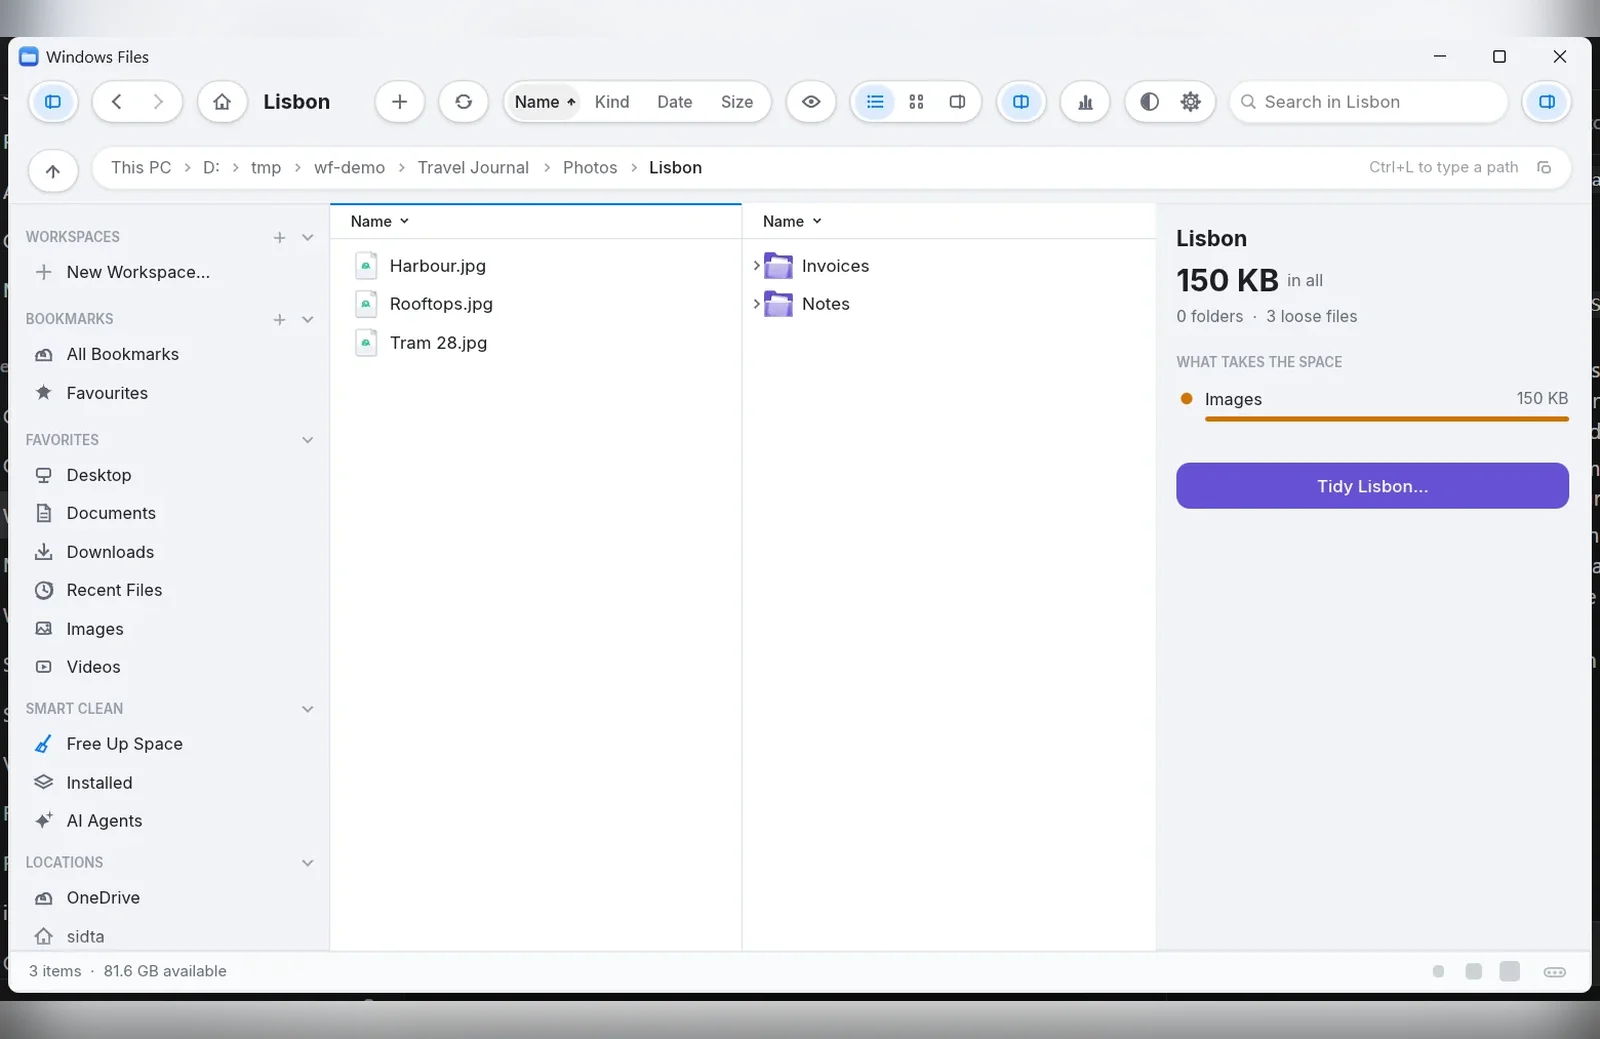 Windows Files
Lisbon
Name
Kind
Date
Size
Search in Lisbon
This PC > D: > tmp > wf-demo > Travel Journal > Photos > Lisbon
Ctrl+L to type a path
WORKSPACES
New Workspace...
BOOKMARKS
All Bookmarks
Favourites
FAVORITES
Desktop
Documents
Downloads
Recent Files
Images
Videos
SMART CLEAN
Free Up Space
Installed
AI Agents
LOCATIONS
OneDrive
sidta
Name
Harbour.jpg
Rooftops.jpg
Tram 28.jpg
Name
Invoices
Notes
Lisbon
150 KB in all
0 folders · 3 loose files
WHAT TAKES THE SPACE
Images 150 KB
Tidy Lisbon...
3 items · 81.6 GB available